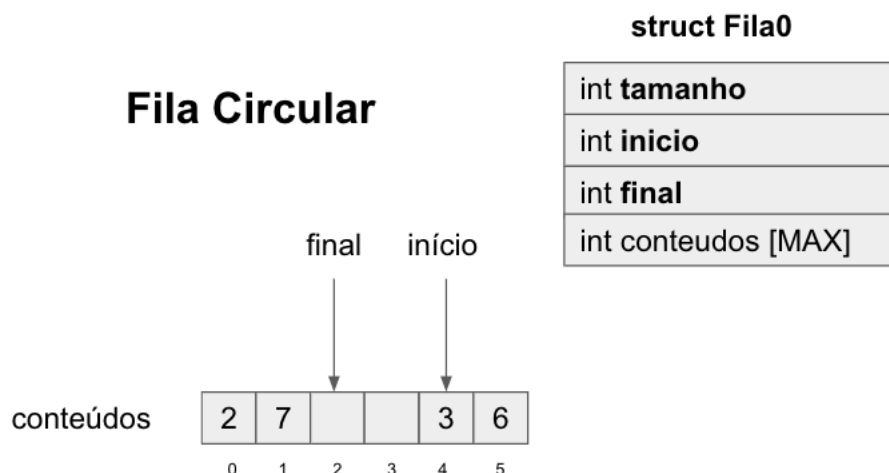 struct Fila0
Fila Circular
int tamanho
int inicio
int final
int conteudos [MAX]
final início
conteúdos 2 7 3 6
0 1 2 3 4 5